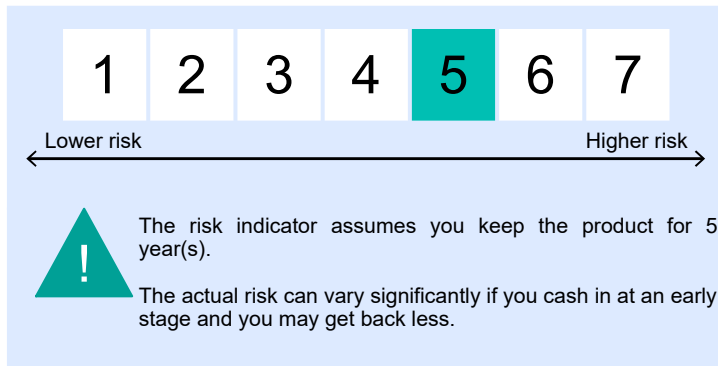 1 2 3 4 5 6 7
Lower risk Higher risk
!
The risk indicator assumes you keep the product for 5
year(s).
The actual risk can vary significantly if you cash in at an early
stage and you may get back less.